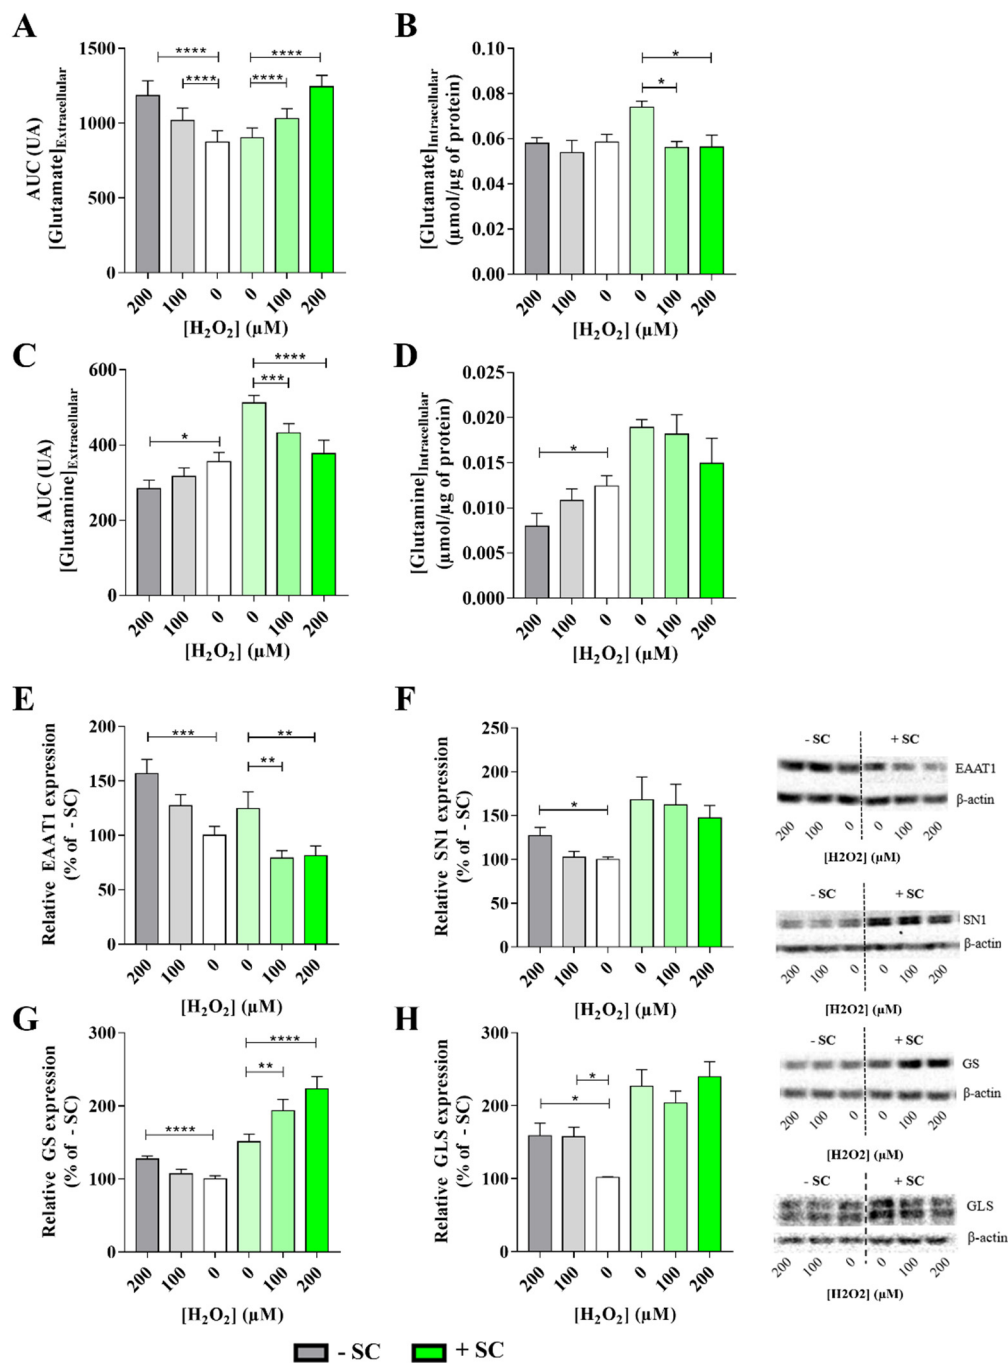 A
AUC (UA)
[Glutamate]Extracellular
1500
1000
500
0
****
****
****
****
200 100 0 0 100 200
[H2O2] (µM)
B
[Glutamate]Intracellular
(µmol/µg of protein)
0.10
0.08
0.06
0.04
0.02
0.00
*
*
200 100 0 0 100 200
[H2O2] (µM)
C
AUC (UA)
[Glutamine]Extracellular
600
400
200
0
*
***
****
200 100 0 0 100 200
[H2O2] (µM)
D
[Glutamine]Intracellular
(µmol/µg of protein)
0.025
0.020
0.015
0.010
0.005
0.000
*
200 100 0 0 100 200
[H2O2] (µM)
E
Relative EAAT1 expression
(% of - SC)
200
150
100
50
0
***
**
**
200 100 0 0 100 200
[H2O2] (µM)
F
Relative SN1 expression
(% of - SC)
250
200
150
100
50
0
*
200 100 0 0 100 200
[H2O2] (µM)
- SC + SC
EAAT1
β-actin
200 100 0 0 100 200
[H2O2] (µM)
- SC + SC
SN1
β-actin
200 100 0 0 100 200
[H2O2] (µM)
G
Relative GS expression
(% of - SC)
300
200
100
0
****
**
****
200 100 0 0 100 200
[H2O2] (µM)
H
Relative GLS expression
(% of - SC)
300
200
100
0
*
*
200 100 0 0 100 200
[H2O2] (µM)
- SC + SC
GS
β-actin
200 100 0 0 100 200
[H2O2] (µM)
- SC + SC
GLS
β-actin
200 100 0 0 100 200
[H2O2] (µM)
- SC + SC